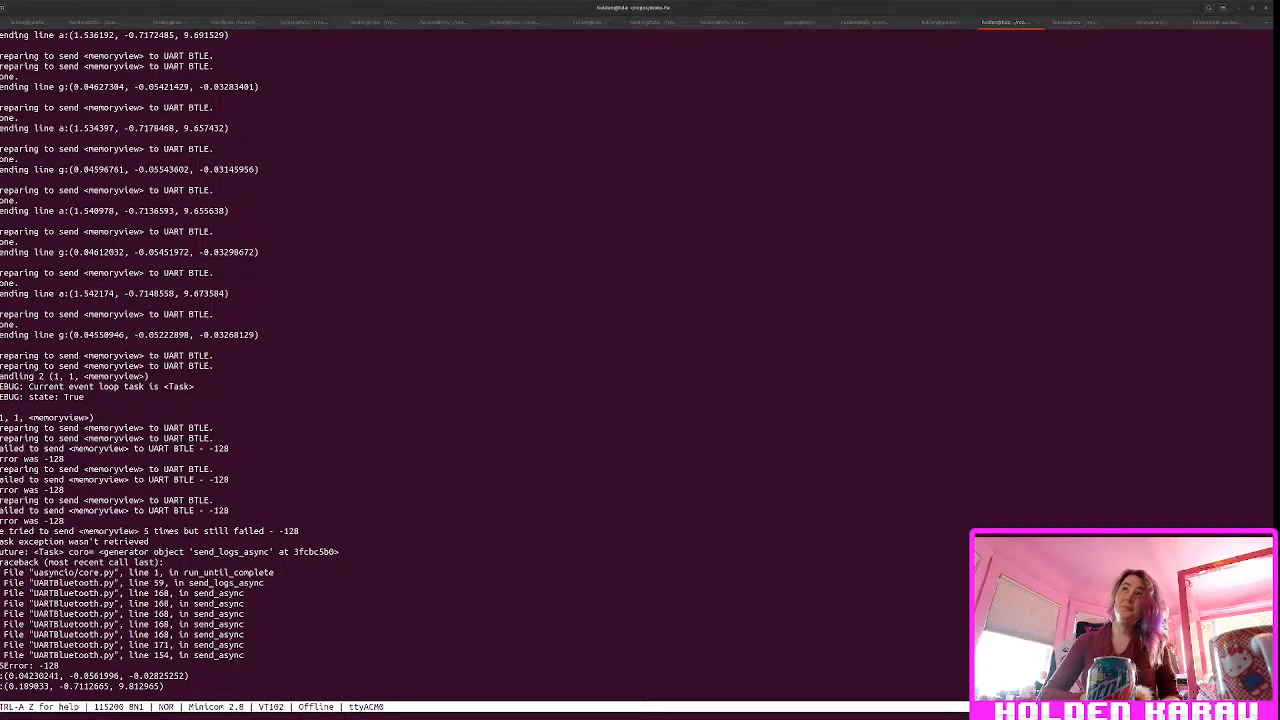 holden@hda: ~/repos/moto-fw
ending line a:(1.536192, -0.7172485, 9.691529)
reparing to send <memoryview> to UART BTLE.
reparing to send <memoryview> to UART BTLE.
one.
ending line g:(0.04627304, -0.05421429, -0.03283401)
reparing to send <memoryview> to UART BTLE.
one.
ending line a:(1.534397, -0.7178468, 9.657432)
reparing to send <memoryview> to UART BTLE.
one.
ending line g:(0.04596761, -0.05543602, -0.03145956)
reparing to send <memoryview> to UART BTLE.
one.
ending line a:(1.540978, -0.7136593, 9.655638)
reparing to send <memoryview> to UART BTLE.
one.
ending line g:(0.04612032, -0.05451972, -0.03298672)
reparing to send <memoryview> to UART BTLE.
one.
ending line a:(1.542174, -0.7148558, 9.673584)
reparing to send <memoryview> to UART BTLE.
one.
ending line g:(0.04550946, -0.05222898, -0.03268129)
reparing to send <memoryview> to UART BTLE.
reparing to send <memoryview> to UART BTLE.
andling 2 (1, 1, <memoryview>)
EBUG: Current event loop task is <Task>
EBUG: state: True
1, 1, <memoryview>)
reparing to send <memoryview> to UART BTLE.
reparing to send <memoryview> to UART BTLE.
ailed to send <memoryview> to UART BTLE - -128
rror was -128
reparing to send <memoryview> to UART BTLE.
ailed to send <memoryview> to UART BTLE - -128
rror was -128
reparing to send <memoryview> to UART BTLE.
ailed to send <memoryview> to UART BTLE - -128
rror was -128
e tried to send <memoryview> 5 times but still failed - -128
ask exception wasn't retrieved
uture: <Task> coro= <generator object 'send_logs_async' at 3fcbc5b0>
raceback (most recent call last):
File "uasyncio/core.py", line 1, in run_until_complete
File "UARTBluetooth.py", line 59, in send_logs_async
File "UARTBluetooth.py", line 168, in send_async
File "UARTBluetooth.py", line 168, in send_async
File "UARTBluetooth.py", line 168, in send_async
File "UARTBluetooth.py", line 168, in send_async
File "UARTBluetooth.py", line 168, in send_async
File "UARTBluetooth.py", line 171, in send_async
File "UARTBluetooth.py", line 154, in send_async
SError: -128
:(0.04230241, -0.0561996, -0.02825252)
:(0.189033, -0.7112665, 9.812965)
TRL-A Z for help | 115200 8N1 | NOR | Minicom 2.8 | VT102 | Offline | ttyACM0
HOLDEN KARAU